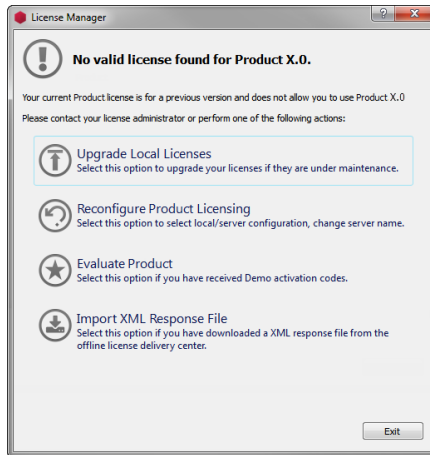 License Manager
No valid license found for Product X.0.
Your current Product license is for a previous version and does not allow you to use Product X.0
Please contact your license administrator or perform one of the following actions:
Upgrade Local Licenses
Select this option to upgrade your licenses if they are under maintenance.
Reconfigure Product Licensing
Select this option to select local/server configuration, change server name.
Evaluate Product
Select this option if you have received Demo activation codes.
Import XML Response File
Select this option if you have downloaded a XML response file from the
offline license delivery center.
Exit